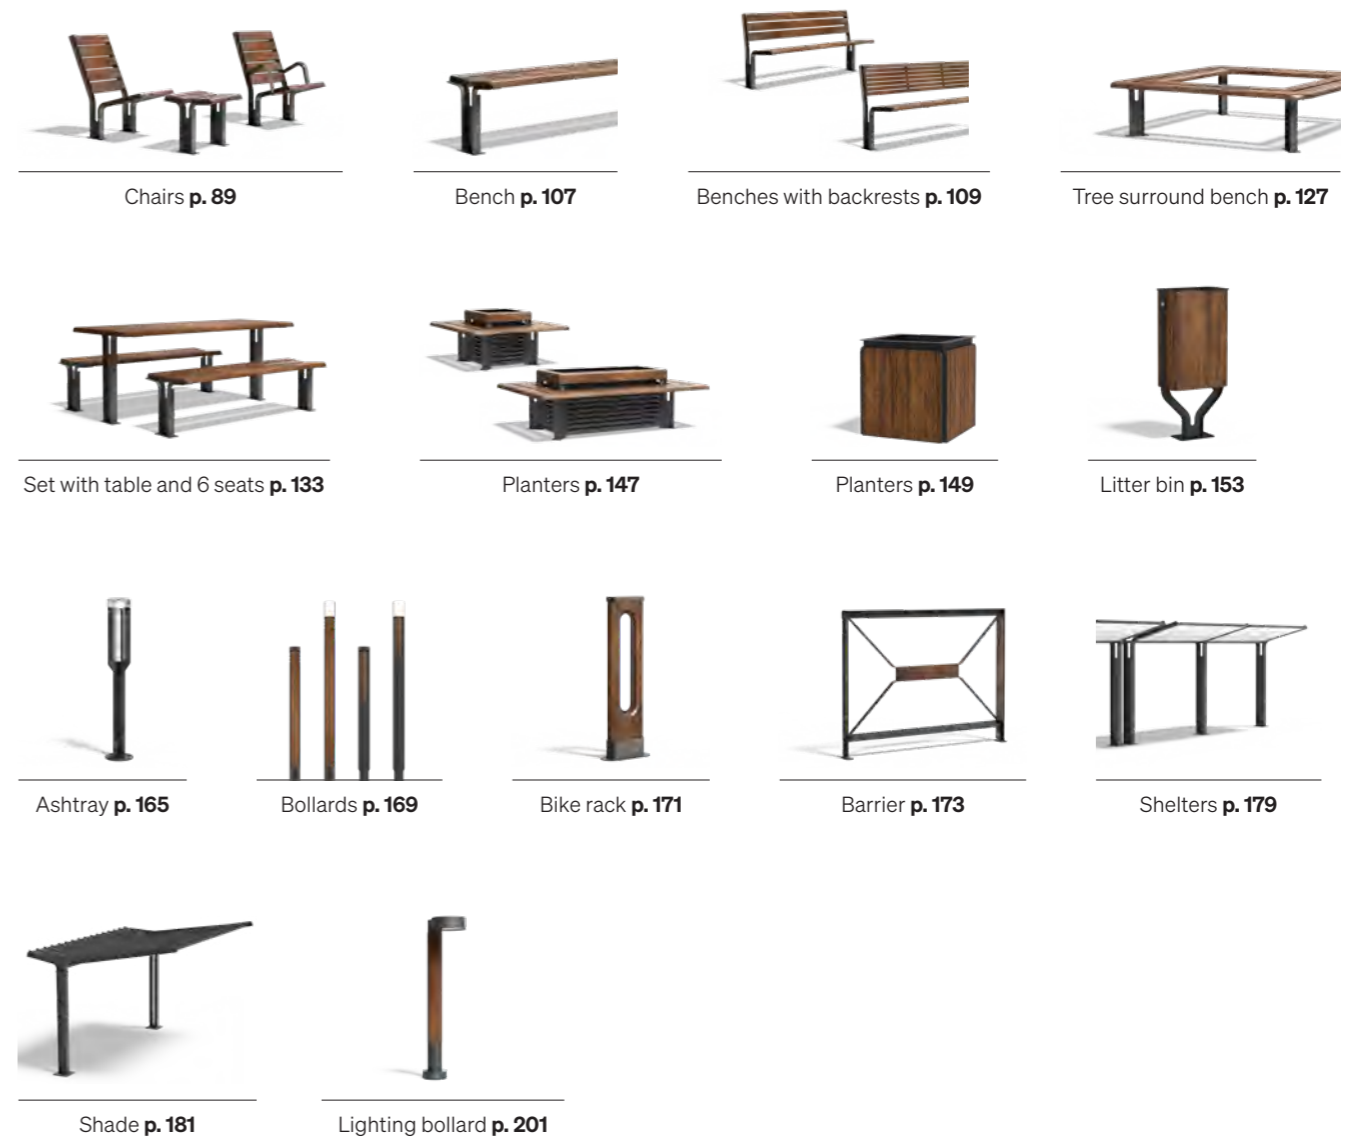 Chairs p. 89
Bench p. 107
Benches with backrests p. 109
Tree surround bench p. 127
Set with table and 6 seats p. 133
Planters p. 147
Planters p. 149
Litter bin p. 153
Ashtray p. 165
Bollards p. 169
Bike rack p. 171
Barrier p. 173
Shelters p. 179
Shade p. 181
Lighting bollard p. 201